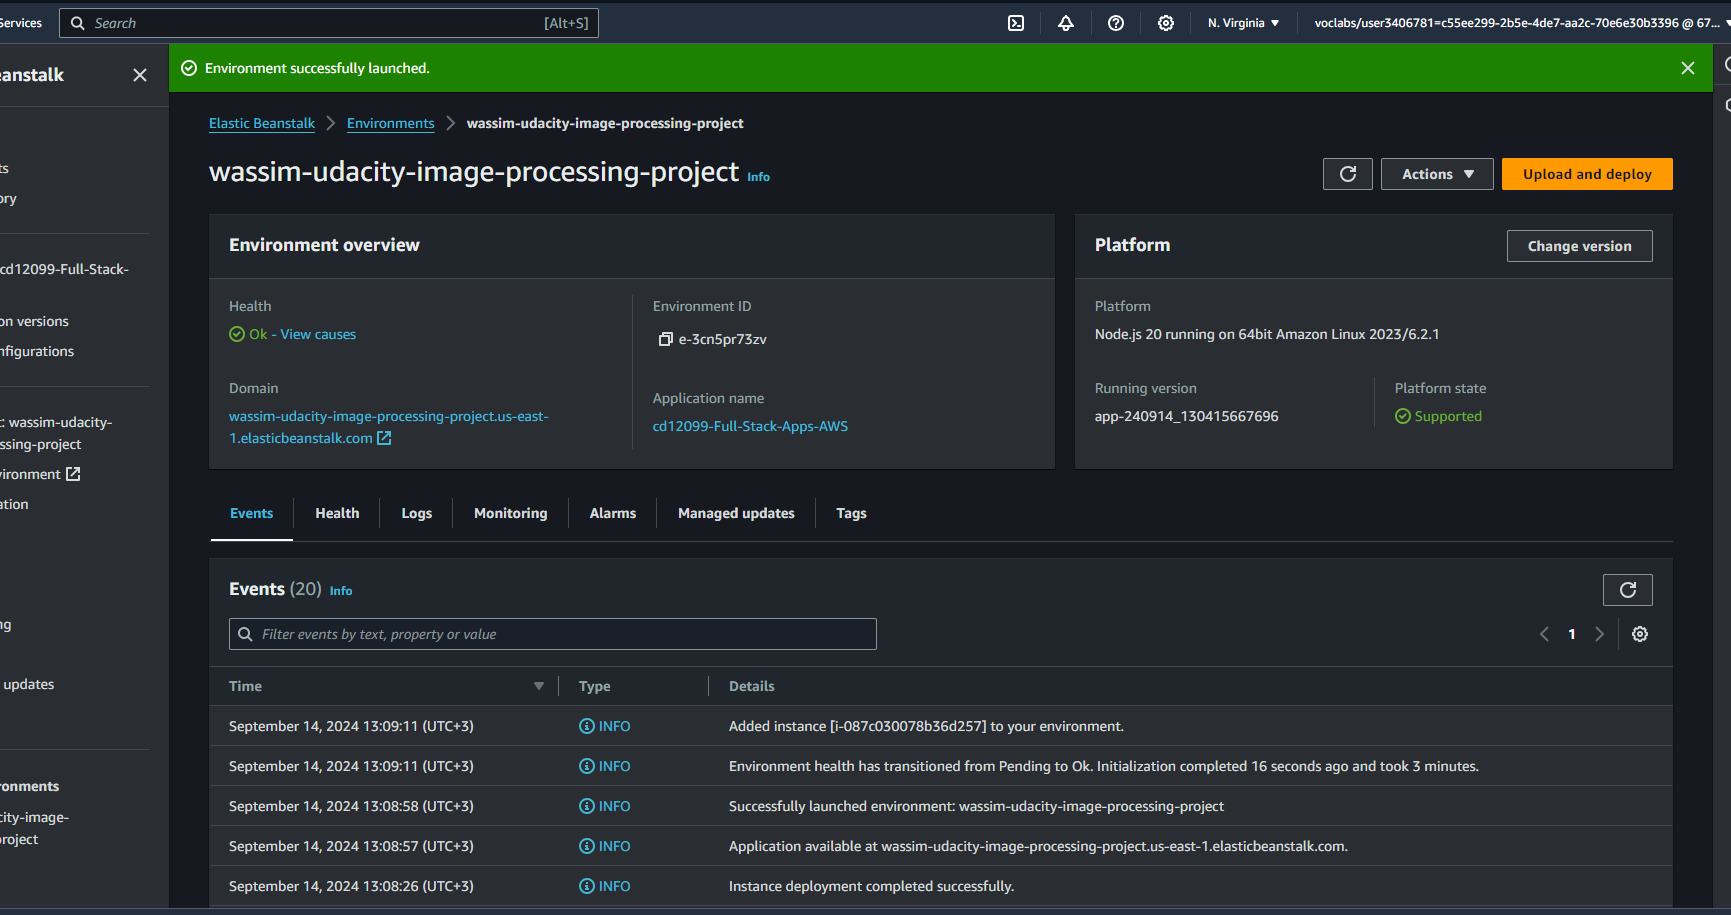 Services
Search
[Alt+S]
N. Virginia
voclabs/user3406781=c55ee299-2b5e-4de7-aa2c-70e6e30b3396 @ 67...
eanstalk
ts
ory
cd12099-Full-Stack-
on versions
nfigurations
: wassim-udacity-
ssing-project
vironment
ation
ng
updates
ronments
city-image-
project
Environment successfully launched.
Elastic Beanstalk
Environments
wassim-udacity-image-processing-project
wassim-udacity-image-processing-project Info
Actions
Upload and deploy
Environment overview
Health
Ok - View causes
Domain
wassim-udacity-image-processing-project.us-east-
1.elasticbeanstalk.com
Environment ID
e-3cn5pr73zv
Application name
cd12099-Full-Stack-Apps-AWS
Platform
Change version
Platform
Node.js 20 running on 64bit Amazon Linux 2023/6.2.1
Running version
app-240914_130415667696
Platform state
Supported
Events
Health
Logs
Monitoring
Alarms
Managed updates
Tags
Events (20) Info
Filter events by text, property or value
1
Time Type Details
September 14, 2024 13:09:11 (UTC+3) INFO Added instance [i-087c030078b36d257] to your environment.
September 14, 2024 13:09:11 (UTC+3) INFO Environment health has transitioned from Pending to Ok. Initialization completed 16 seconds ago and took 3 minutes.
September 14, 2024 13:08:58 (UTC+3) INFO Successfully launched environment: wassim-udacity-image-processing-project
September 14, 2024 13:08:57 (UTC+3) INFO Application available at wassim-udacity-image-processing-project.us-east-1.elasticbeanstalk.com.
September 14, 2024 13:08:26 (UTC+3) INFO Instance deployment completed successfully.